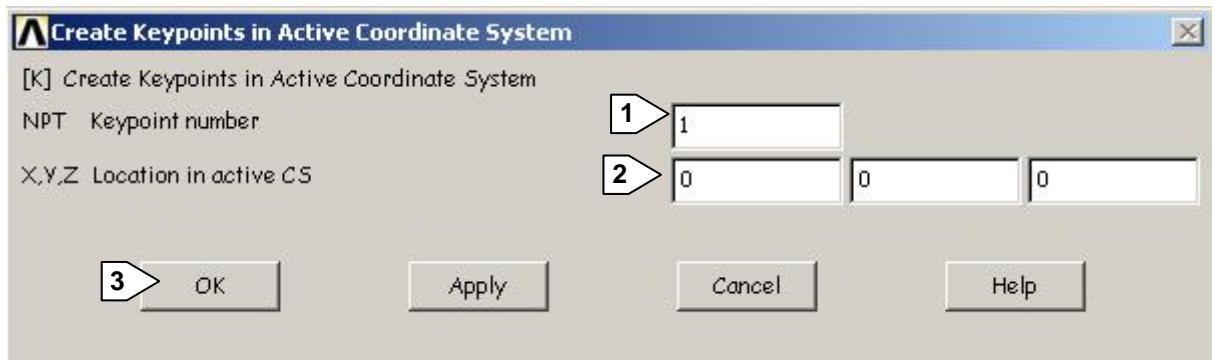 Create Keypoints in Active Coordinate System
[K] Create Keypoints in Active Coordinate System
NPT Keypoint number 1 1
X,Y,Z Location in active CS 2 0 0 0
3 OK Apply Cancel Help